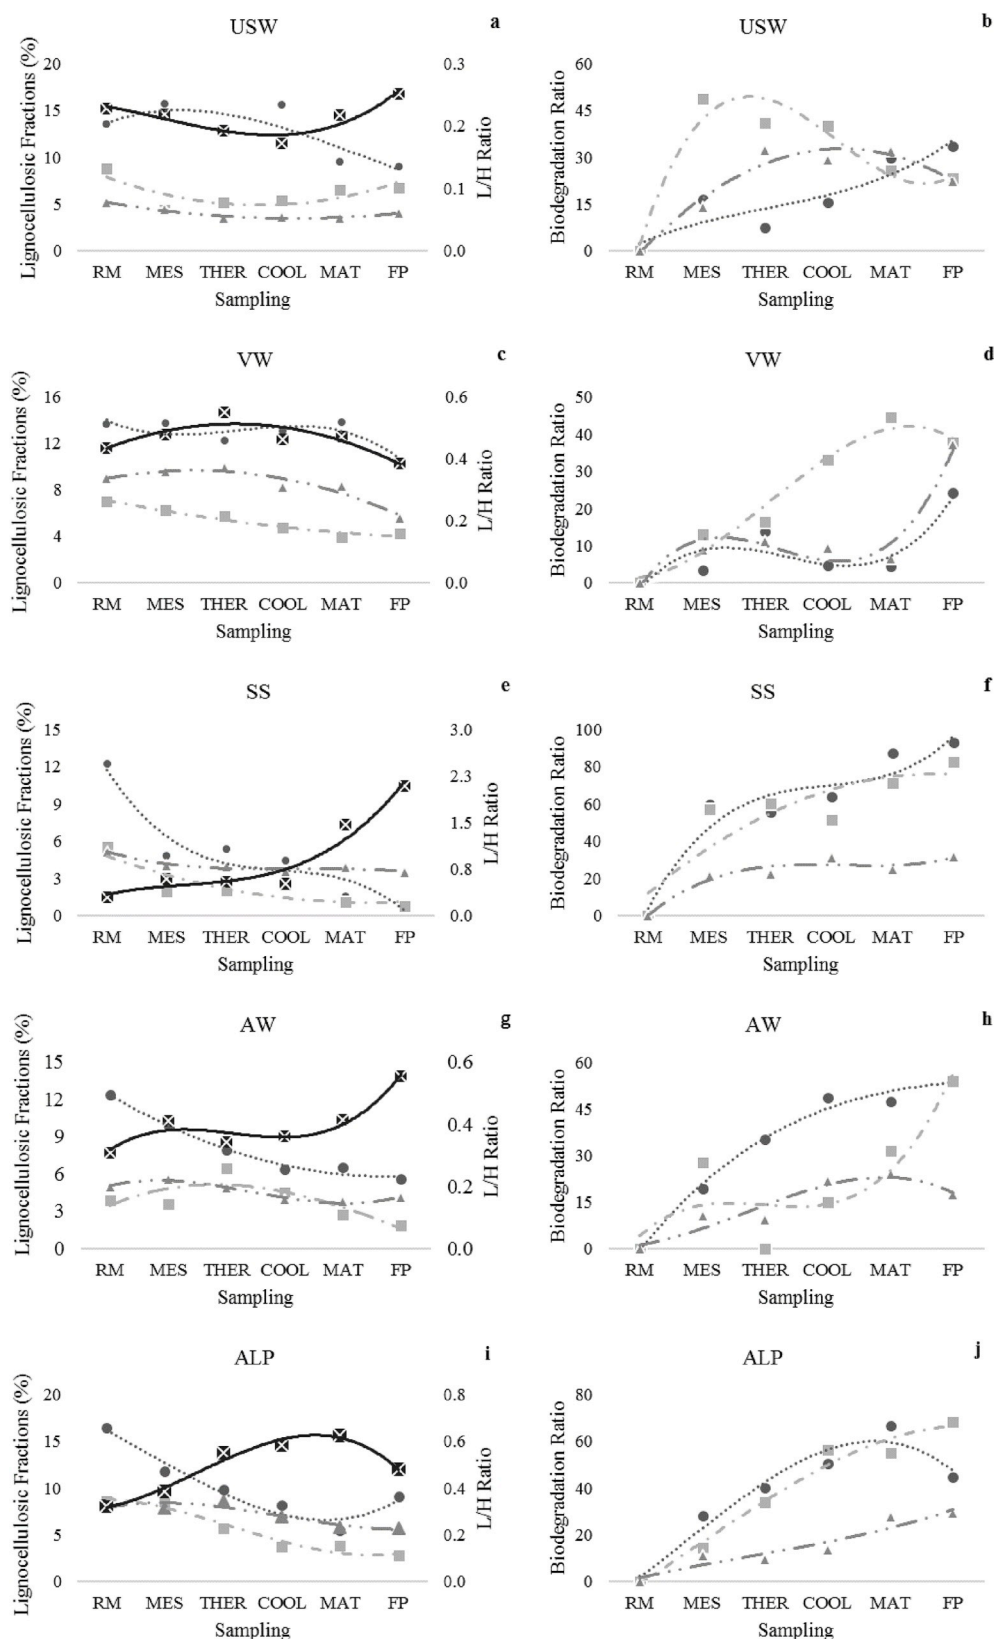 USW
a
Lignocellulosic Fractions (%)
20
15
10
5
0
0.3
0.2
0.1
0.0
L/H Ratio
RM MES THER COOL MAT FP
Sampling
USW
b
Biodegradation Ratio
60
45
30
15
0
RM MES THER COOL MAT FP
Sampling
VW
c
Lignocellulosic Fractions (%)
16
12
8
4
0
0.6
0.4
0.2
0.0
L/H Ratio
RM MES THER COOL MAT FP
Sampling
VW
d
Biodegradation Ratio
50
40
30
20
10
0
RM MES THER COOL MAT FP
Sampling
SS
e
Lignocellulosic Fractions (%)
15
12
9
6
3
0
3.0
2.3
1.5
0.8
0.0
L/H Ratio
RM MES THER COOL MAT FP
Sampling
SS
f
Biodegradation Ratio
100
80
60
40
20
0
RM MES THER COOL MAT FP
Sampling
AW
g
Lignocellulosic Fractions (%)
15
12
9
6
3
0
0.6
0.4
0.2
0.0
L/H Ratio
RM MES THER COOL MAT FP
Sampling
AW
h
Biodegradation Ratio
60
45
30
15
0
RM MES THER COOL MAT FP
Sampling
ALP
i
Lignocellulosic Fractions (%)
20
15
10
5
0
0.8
0.6
0.4
0.2
0.0
L/H Ratio
RM MES THER COOL MAT FP
Sampling
ALP
j
Biodegradation Ratio
80
60
40
20
0
RM MES THER COOL MAT FP
Sampling